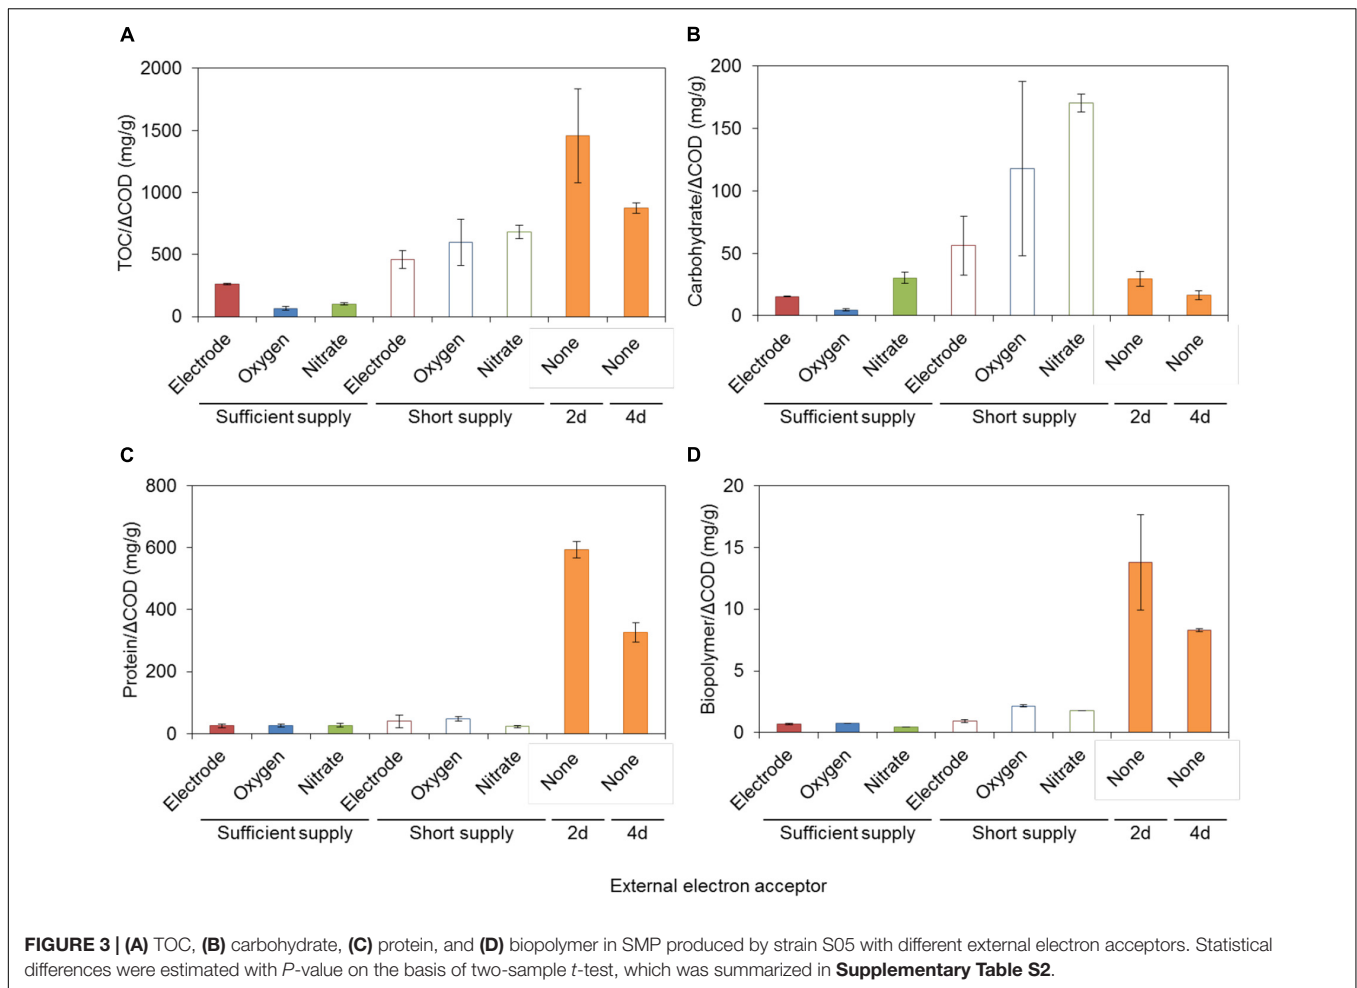 A
TOC/ΔCOD (mg/g)
2000
1500
1000
500
0
Electrode
Oxygen
Nitrate
Electrode
Oxygen
Nitrate
None
None
Sufficient supply
Short supply
2d
4d
B
Carbohydrate/ΔCOD (mg/g)
200
150
100
50
0
Electrode
Oxygen
Nitrate
Electrode
Oxygen
Nitrate
None
None
Sufficient supply
Short supply
2d
4d
C
Protein/ΔCOD (mg/g)
800
600
400
200
0
Electrode
Oxygen
Nitrate
Electrode
Oxygen
Nitrate
None
None
Sufficient supply
Short supply
2d
4d
D
Biopolymer/ΔCOD (mg/g)
20
15
10
5
0
Electrode
Oxygen
Nitrate
Electrode
Oxygen
Nitrate
None
None
Sufficient supply
Short supply
2d
4d
External electron acceptor
FIGURE 3 | (A) TOC, (B) carbohydrate, (C) protein, and (D) biopolymer in SMP produced by strain S05 with different external electron acceptors. Statistical
differences were estimated with P-value on the basis of two-sample t-test, which was summarized in Supplementary Table S2.